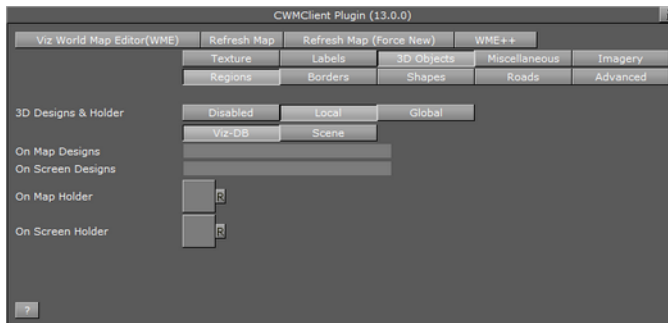 CWMClient Plugin (13.0.0)
Viz World Map Editor(WME) Refresh Map Refresh Map (Force New) WME++
Texture Labels 3D Objects Miscellaneous Imagery
Regions Borders Shapes Roads Advanced
3D Designs & Holder Disabled Local Global
Viz-DB Scene
On Map Designs
On Screen Designs
On Map Holder R
On Screen Holder R
?